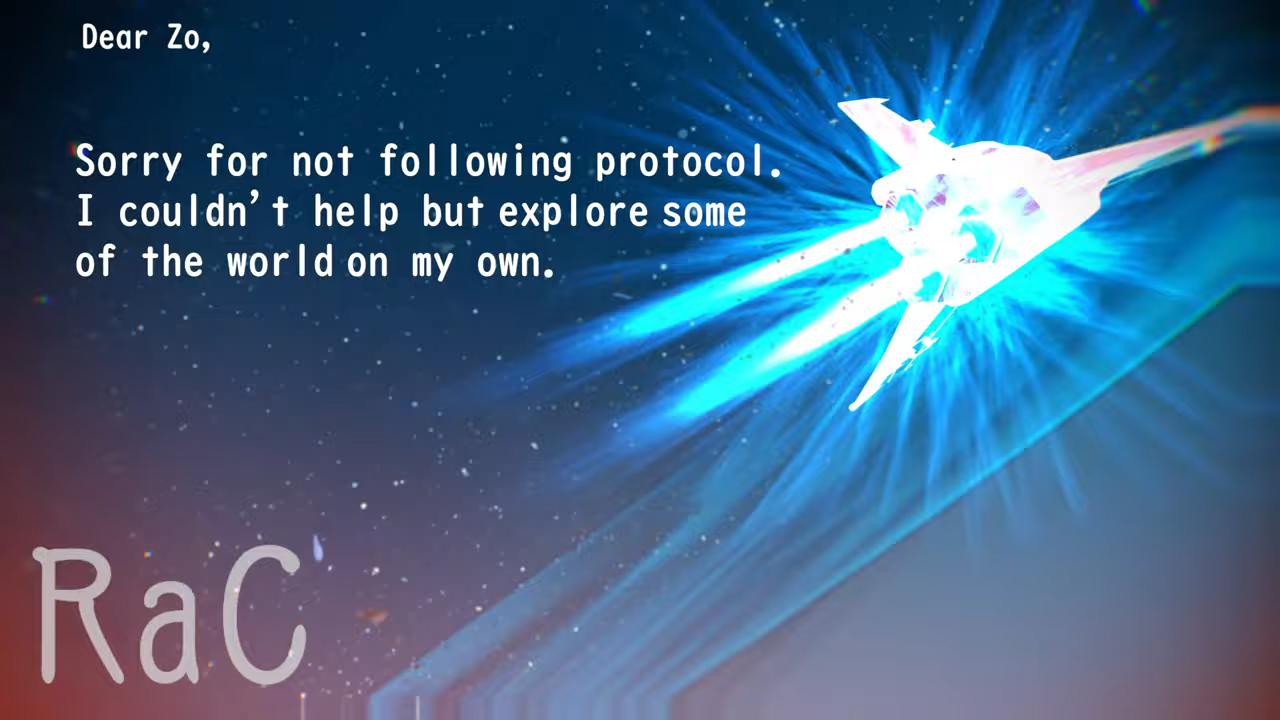 Dear Zo,
Sorry for not following protocol.
I couldn't help but explore some
of the world on my own.
RaC